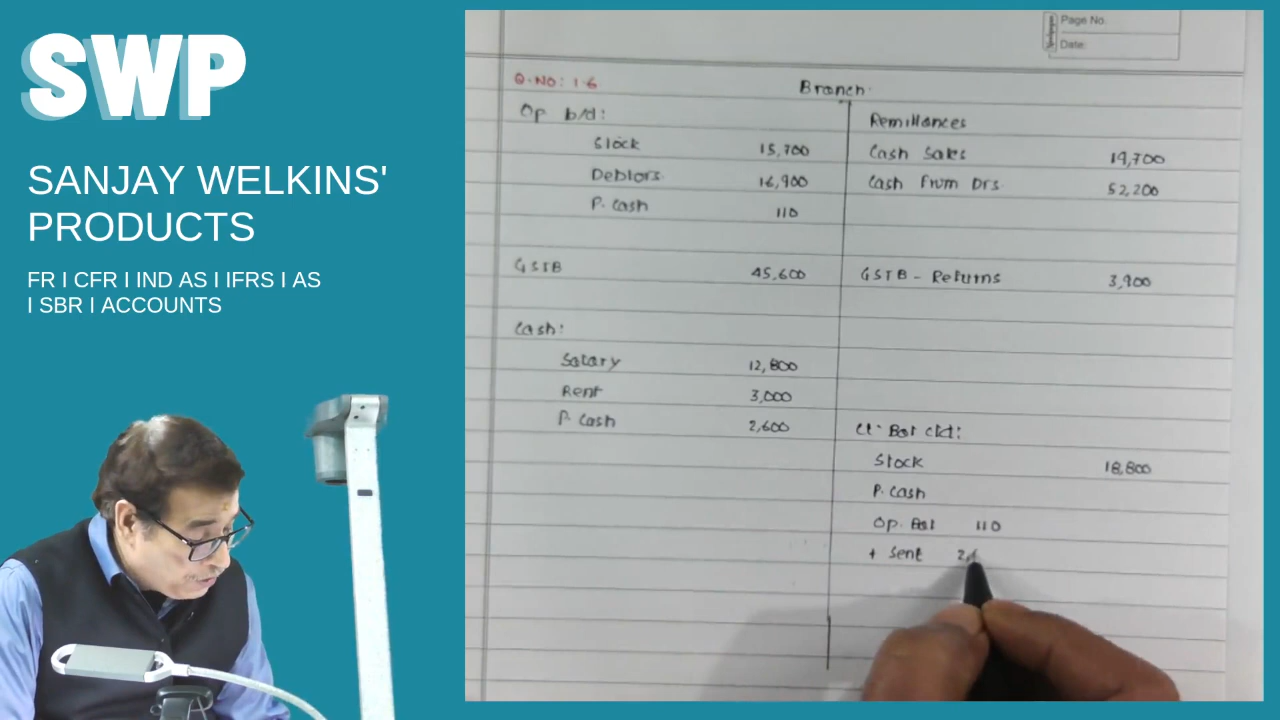 SWP
SANJAY WELKINS'
PRODUCTS
FR I CFR I IND AS I IFRS I AS
I SBR I ACCOUNTS
Page No.
Date:
Q.NO: 1.6
Branch
Op b/d:
Stock 15,700
Debtors 16,900
P. Cash 110
GSTB 45,600
Cash:
Salary 12,800
Rent 3,000
P. Cash 2,600
Remittances
Cash Sales 19,700
Cash From Drs. 52,200
GSTB - Returns 3,900
Cl. Bal c/d:
Stock 18,800
P. Cash
Op. Bal 110
+ Sent 2,6